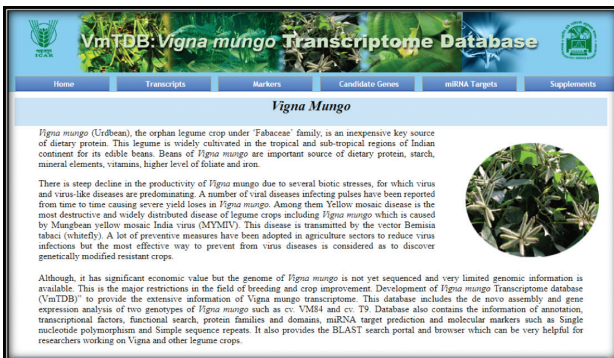 VmTDB:Vigna mungo Transcriptome Database
ICAR
Home Transcripts Markers Candidate Genes miRNA Targets Supplements
Vigna Mungo
Vigna mungo (Urdbean), the orphan legume crop under ‘Fabaceae’ family, is an inexpensive key source
of dietary protein. This legume is widely cultivated in the tropical and sub-tropical regions of Indian
continent for its edible beans. Beans of Vigna mungo are important source of dietary protein, starch,
mineral elements, vitamins, higher level of foliate and iron.
There is steep decline in the productivity of Vigna mungo due to several biotic stresses, for which virus
and virus-like diseases are predominating. A number of viral diseases infecting pulses have been reported
from time to time causing severe yield loses in Vigna mungo. Among them Yellow mosaic disease is the
most destructive and widely distributed disease of legume crops including Vigna mungo which is caused
by Mungbean yellow mosaic India virus (MYMIV). This disease is transmitted by the vector Bemisia
tabaci (whitefly). A lot of preventive measures have been adopted in agriculture sectors to reduce virus
infections but the most effective way to prevent from virus diseases is considered as to discover
genetically modified resistant crops.
Although, it has significant economic value but the genome of Vigna mungo is not yet sequenced and very limited genomic information is
available. This is the major restrictions in the field of breeding and crop improvement. Development of Vigna mungo Transcriptome database
(VmTDB)” to provide the extensive information of Vigna mungo transcriptome. This database includes the de novo assembly and gene
expression analysis of two genotypes of Vigna mungo such as cv. VM84 and cv. T9. Database also contains the information of annotation,
transcriptional factors, functional search, protein families and domains, miRNA target prediction and molecular markers such as Single
nucleotide polymorphism and Simple sequence repeats. It also provides the BLAST search portal and browser which can be very helpful for
researchers working on Vigna and other legume crops.